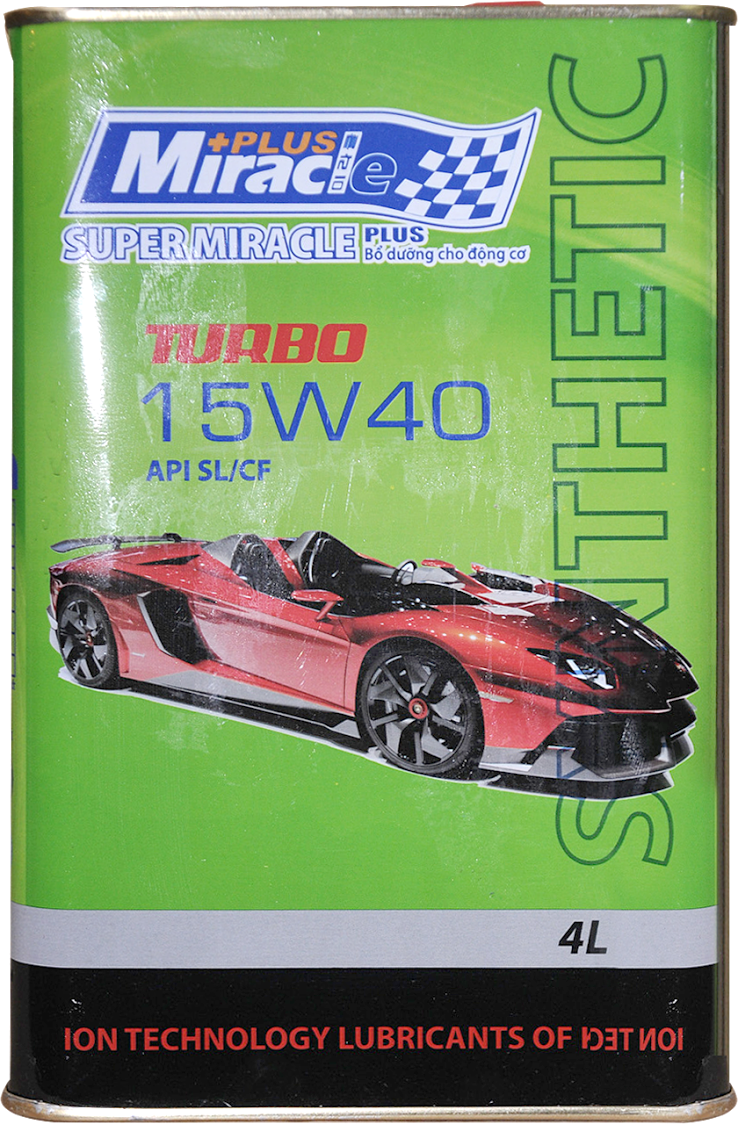 +PLUS
Miracle
SUPER MIRACLE PLUS
Bổ dưỡng cho động cơ
TURBO
15W40
API SL/CF
SYNTHETIC
4L
ION TECHNOLOGY LUBRICANTS OF